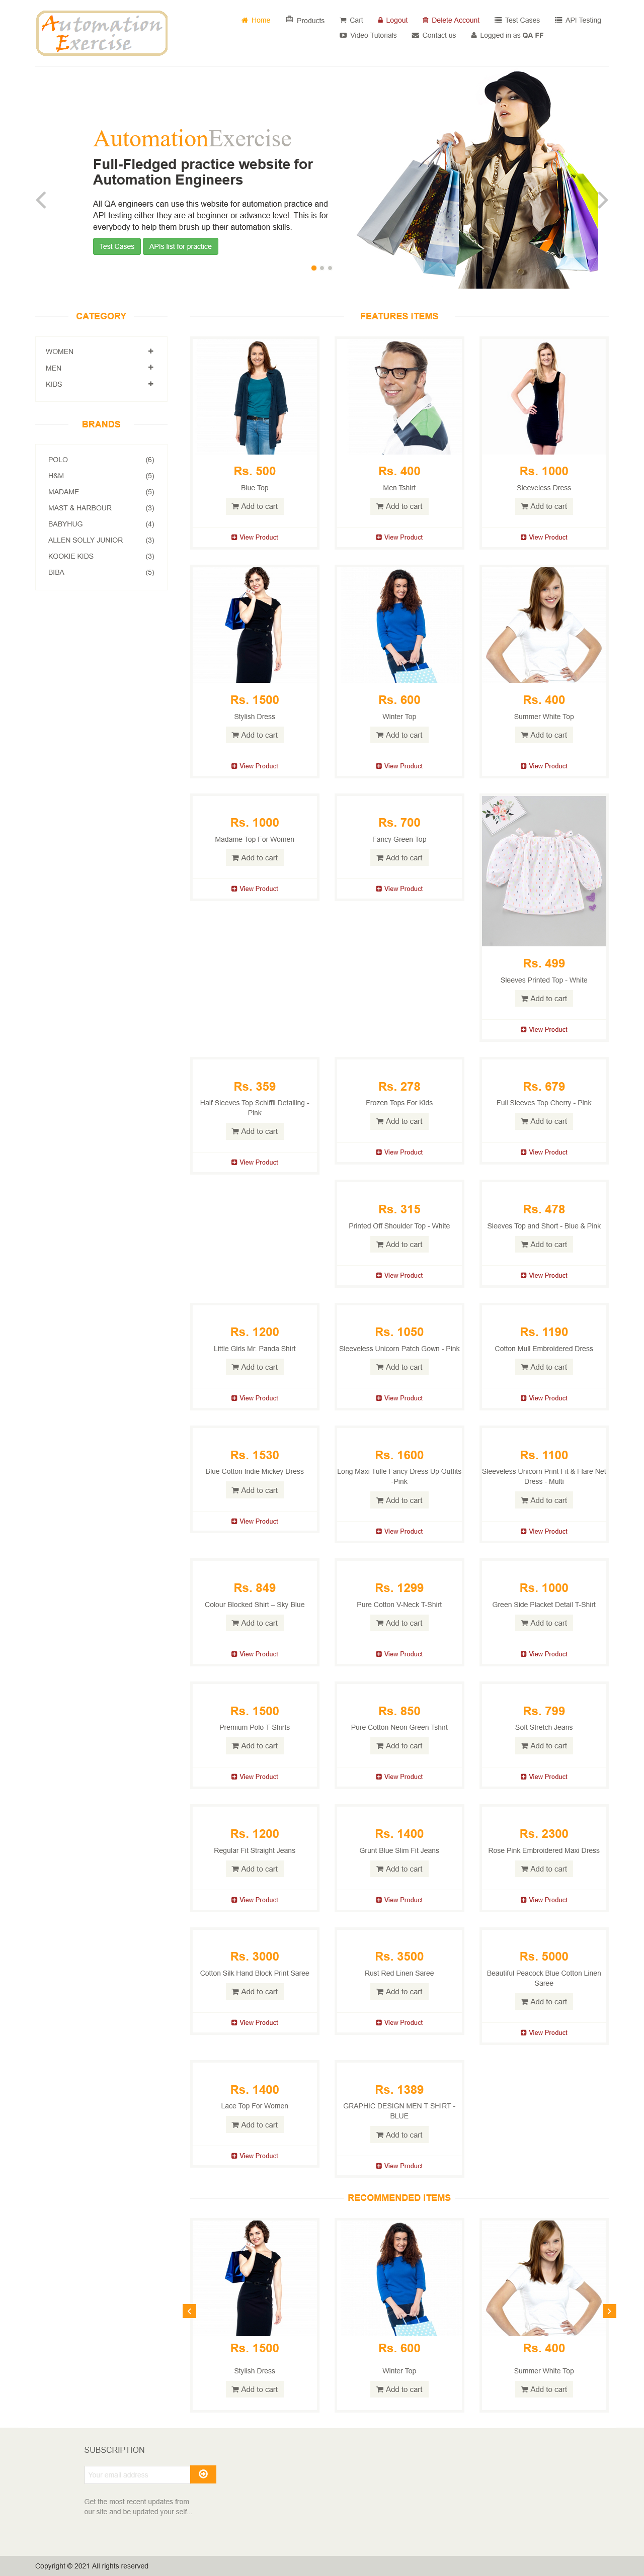 Automation
Exercise
Home
Products
Cart
Logout
Delete Account
Test Cases
API Testing
Video Tutorials
Contact us
Logged in as QA FF
AutomationExercise
Full-Fledged practice website for
Automation Engineers
All QA engineers can use this website for automation practice and
API testing either they are at beginner or advance level. This is for
everybody to help them brush up their automation skills.
Test Cases
APIs list for practice
CATEGORY
WOMEN
MEN
KIDS
BRANDS
POLO (6)
H&M (5)
MADAME (5)
MAST & HARBOUR (3)
BABYHUG (4)
ALLEN SOLLY JUNIOR (3)
KOOKIE KIDS (3)
BIBA (5)
FEATURES ITEMS
Rs. 500
Blue Top
Add to cart
View Product
Rs. 400
Men Tshirt
Add to cart
View Product
Rs. 1000
Sleeveless Dress
Add to cart
View Product
Rs. 1500
Stylish Dress
Add to cart
View Product
Rs. 600
Winter Top
Add to cart
View Product
Rs. 400
Summer White Top
Add to cart
View Product
Rs. 1000
Madame Top For Women
Add to cart
View Product
Rs. 700
Fancy Green Top
Add to cart
View Product
Rs. 499
Sleeves Printed Top - White
Add to cart
View Product
Rs. 359
Half Sleeves Top Schiffli Detailing -
Pink
Add to cart
View Product
Rs. 278
Frozen Tops For Kids
Add to cart
View Product
Rs. 679
Full Sleeves Top Cherry - Pink
Add to cart
View Product
Rs. 315
Printed Off Shoulder Top - White
Add to cart
View Product
Rs. 478
Sleeves Top and Short - Blue & Pink
Add to cart
View Product
Rs. 1200
Little Girls Mr. Panda Shirt
Add to cart
View Product
Rs. 1050
Sleeveless Unicorn Patch Gown - Pink
Add to cart
View Product
Rs. 1190
Cotton Mull Embroidered Dress
Add to cart
View Product
Rs. 1530
Blue Cotton Indie Mickey Dress
Add to cart
View Product
Rs. 1600
Long Maxi Tulle Fancy Dress Up Outfits
-Pink
Add to cart
View Product
Rs. 1100
Sleeveless Unicorn Print Fit & Flare Net
Dress - Multi
Add to cart
View Product
Rs. 849
Colour Blocked Shirt – Sky Blue
Add to cart
View Product
Rs. 1299
Pure Cotton V-Neck T-Shirt
Add to cart
View Product
Rs. 1000
Green Side Placket Detail T-Shirt
Add to cart
View Product
Rs. 1500
Premium Polo T-Shirts
Add to cart
View Product
Rs. 850
Pure Cotton Neon Green Tshirt
Add to cart
View Product
Rs. 799
Soft Stretch Jeans
Add to cart
View Product
Rs. 1200
Regular Fit Straight Jeans
Add to cart
View Product
Rs. 1400
Grunt Blue Slim Fit Jeans
Add to cart
View Product
Rs. 2300
Rose Pink Embroidered Maxi Dress
Add to cart
View Product
Rs. 3000
Cotton Silk Hand Block Print Saree
Add to cart
View Product
Rs. 3500
Rust Red Linen Saree
Add to cart
View Product
Rs. 5000
Beautiful Peacock Blue Cotton Linen
Saree
Add to cart
View Product
Rs. 1400
Lace Top For Women
Add to cart
View Product
Rs. 1389
GRAPHIC DESIGN MEN T SHIRT -
BLUE
Add to cart
View Product
RECOMMENDED ITEMS
Rs. 1500
Stylish Dress
Add to cart
Rs. 600
Winter Top
Add to cart
Rs. 400
Summer White Top
Add to cart
SUBSCRIPTION
Your email address
Get the most recent updates from
our site and be updated your self...
Copyright © 2021 All rights reserved